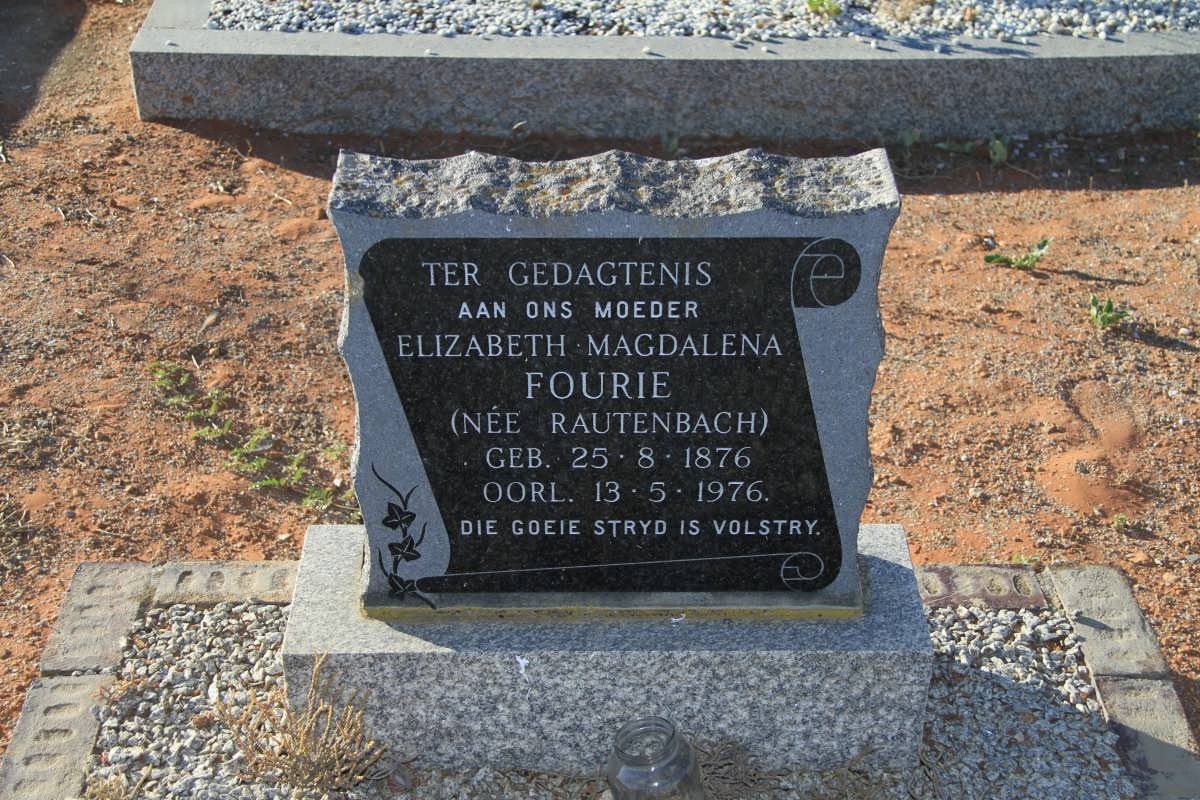 TER GEDAGTENIS
AAN ONS MOEDER
ELIZABETH MAGDALENA
FOURIE
(NÉE RAUTENBACH)
GEB. 25·8·1876
OORL. 13·5·1976.
DIE GOEIE STRYD IS VOLSTRY.